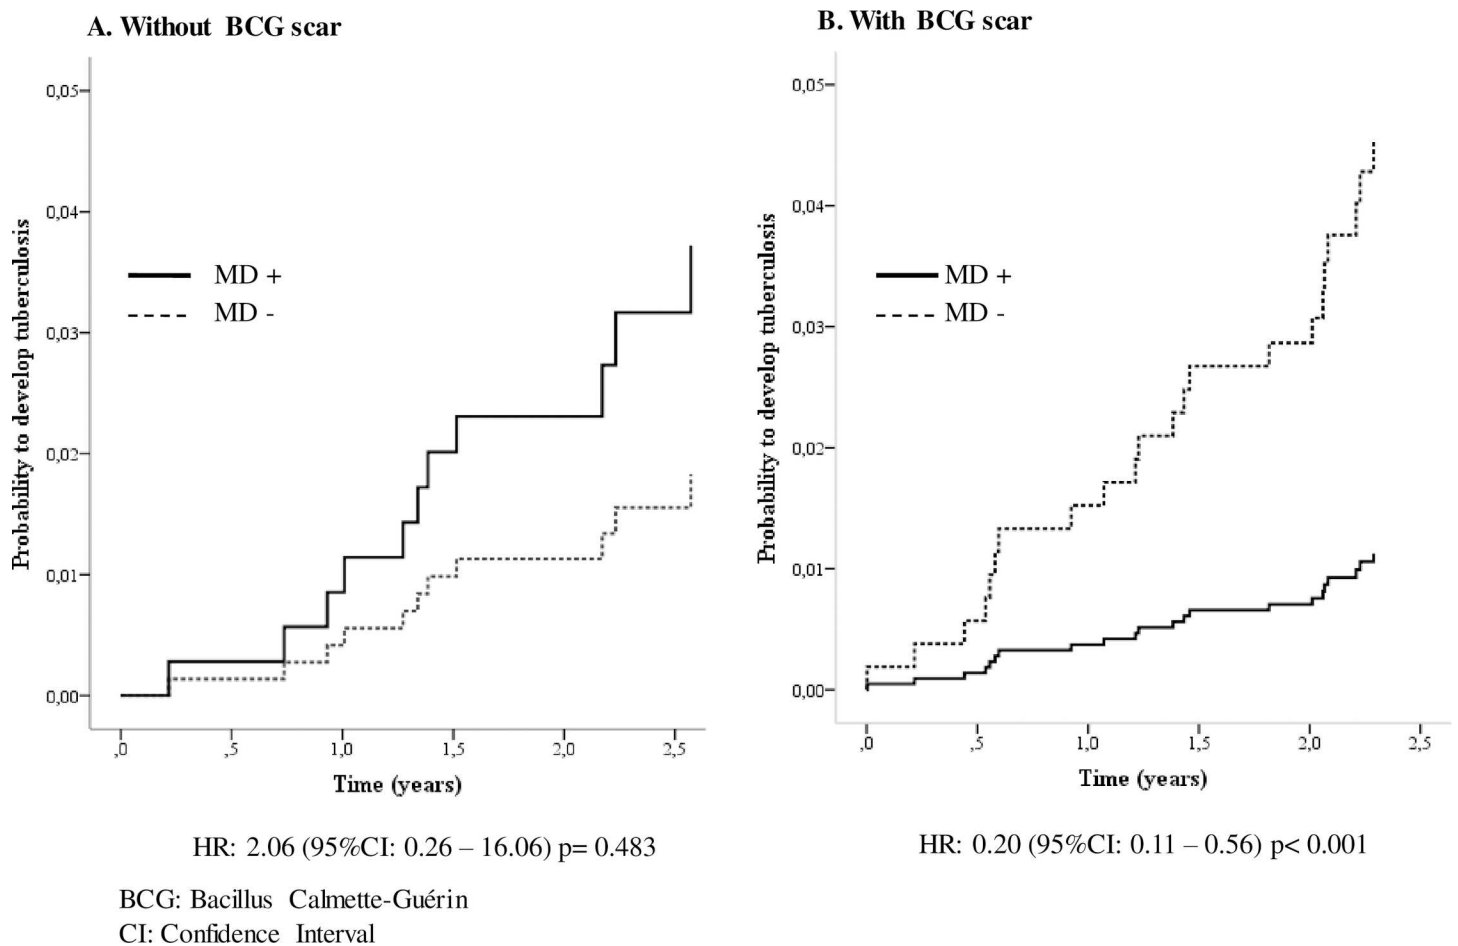 A. Without BCG scar
Probability to develop tuberculosis
0,05
0,04
0,03
0,02
0,01
0,00
MD +
MD -
,0 ,5 1,0 1,5 2,0 2,5
Time (years)
HR: 2.06 (95%CI: 0.26 – 16.06) p= 0.483
B. With BCG scar
Probability to develop tuberculosis
0,05
0,04
0,03
0,02
0,01
0,00
MD +
MD -
,0 ,5 1,0 1,5 2,0 2,5
Time (years)
HR: 0.20 (95%CI: 0.11 – 0.56) p< 0.001
BCG: Bacillus Calmette-Guérin
CI: Confidence Interval